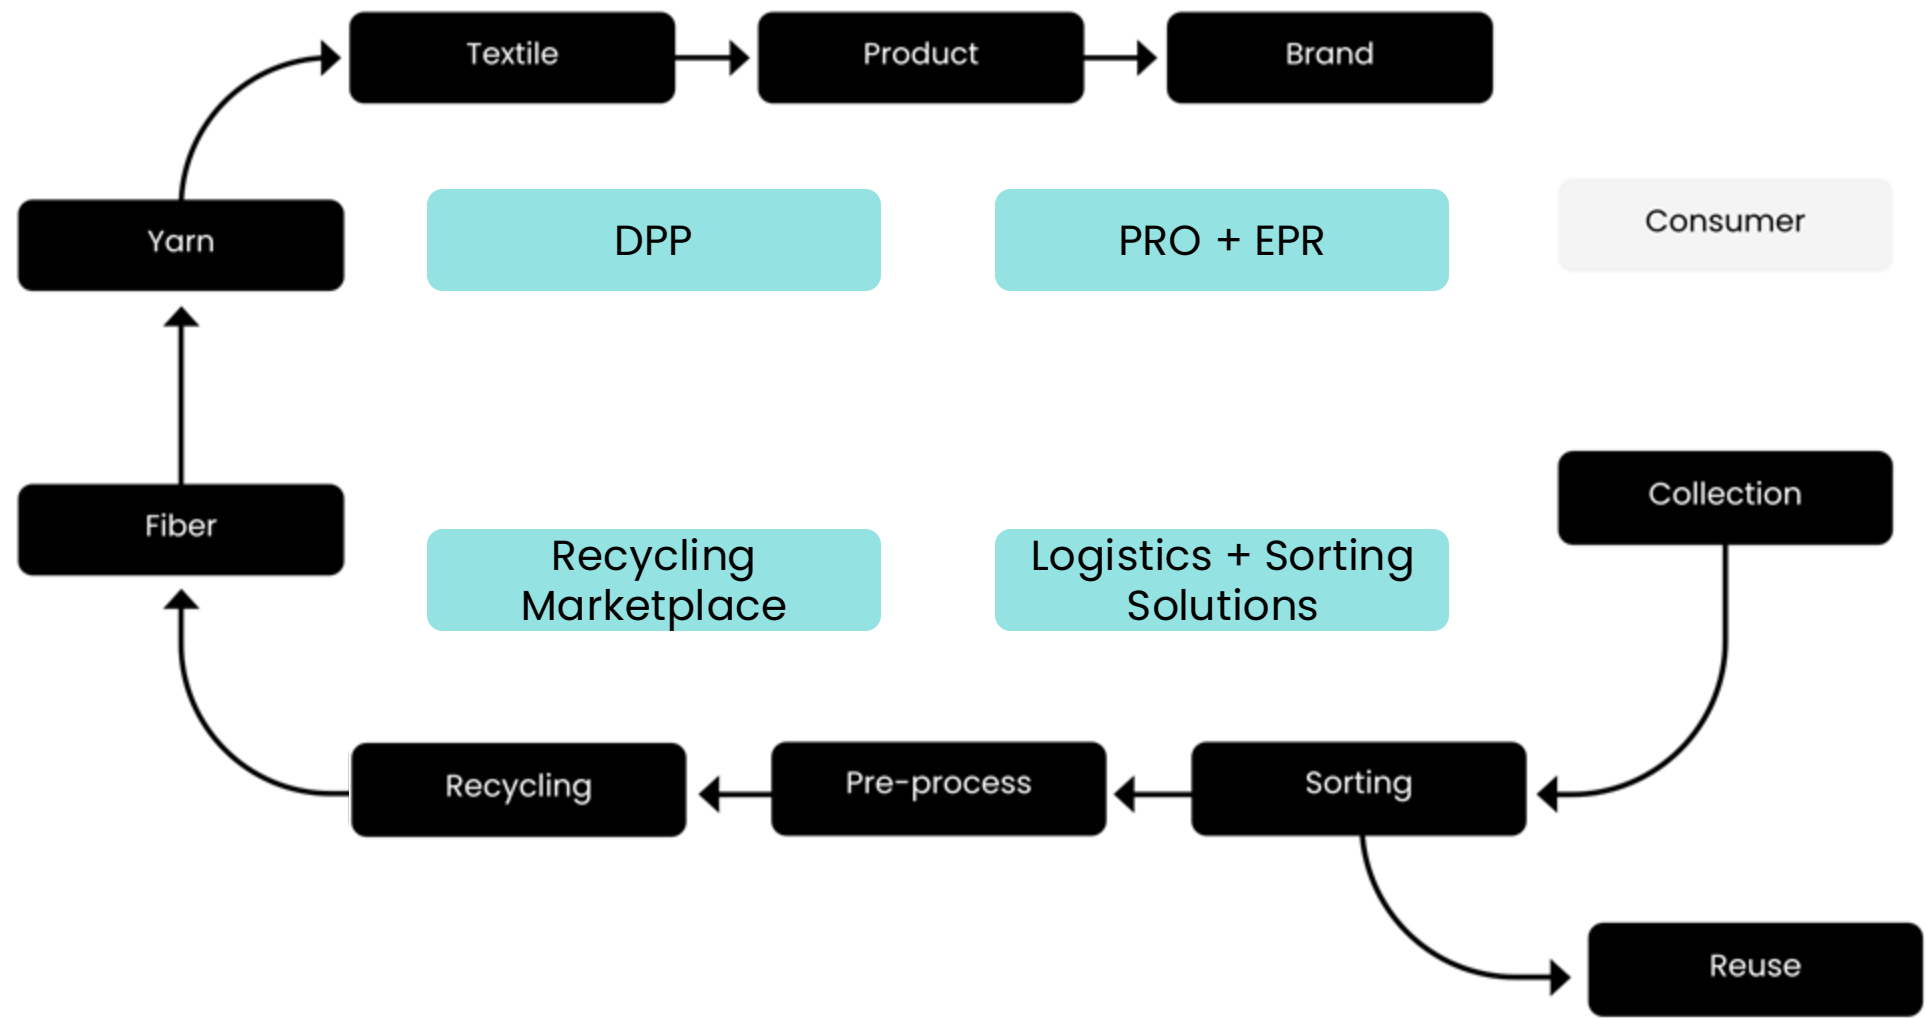 Textile
Product
Brand
Yarn
DPP
PRO + EPR
Consumer
Fiber
Recycling
Marketplace
Logistics + Sorting
Solutions
Collection
Recycling
Pre-process
Sorting
Reuse